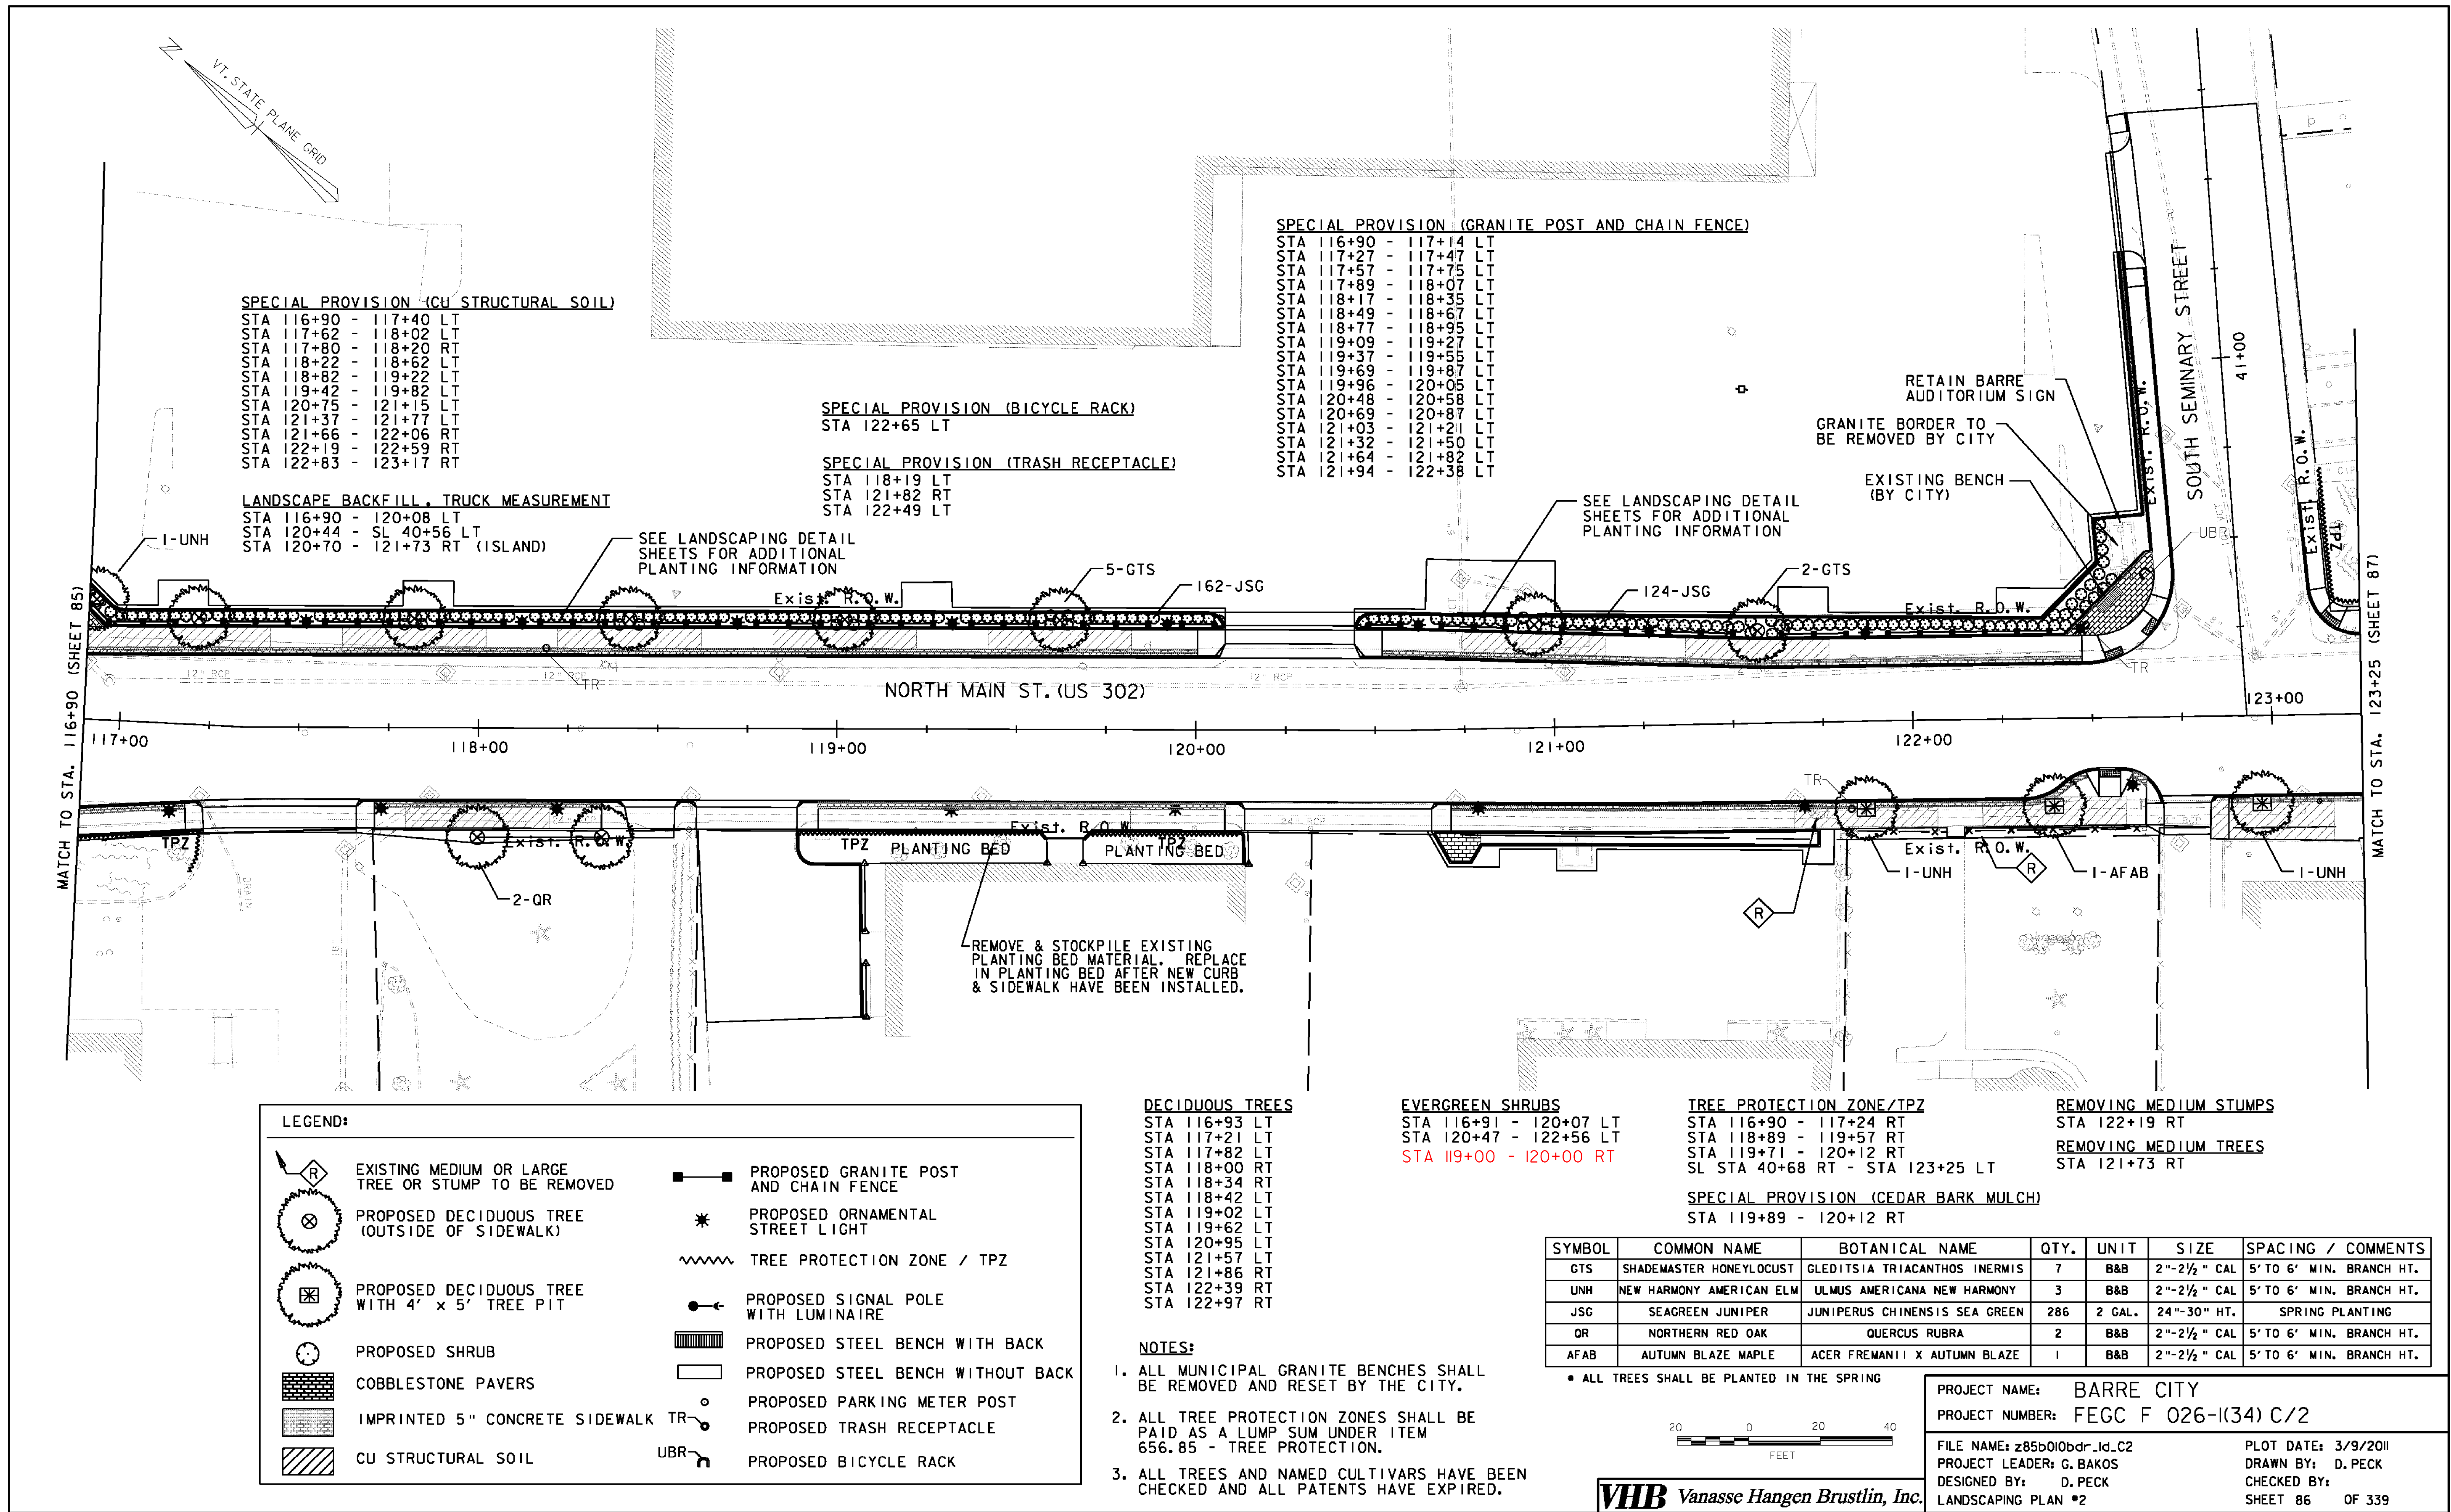 N
VT. STATE PLANE GRID
SPECIAL PROVISION (CU STRUCTURAL SOIL)
STA 116+90 - 117+40 LT
STA 117+62 - 118+02 LT
STA 117+80 - 118+20 RT
STA 118+22 - 118+62 LT
STA 118+82 - 119+22 LT
STA 119+42 - 119+82 LT
STA 120+75 - 121+15 LT
STA 121+37 - 121+77 LT
STA 121+66 - 122+06 RT
STA 122+19 - 122+59 RT
STA 122+83 - 123+17 RT
LANDSCAPE BACKFILL, TRUCK MEASUREMENT
STA 116+90 - 120+08 LT
STA 120+44 - SL 40+56 LT
STA 120+70 - 121+73 RT (ISLAND)
SPECIAL PROVISION (BICYCLE RACK)
STA 122+65 LT
SPECIAL PROVISION (TRASH RECEPTACLE)
STA 118+19 LT
STA 121+82 RT
STA 122+49 LT
SPECIAL PROVISION (GRANITE POST AND CHAIN FENCE)
STA 116+90 - 117+14 LT
STA 117+27 - 117+47 LT
STA 117+57 - 117+75 LT
STA 117+89 - 118+07 LT
STA 118+17 - 118+35 LT
STA 118+49 - 118+67 LT
STA 118+77 - 118+95 LT
STA 119+09 - 119+27 LT
STA 119+37 - 119+55 LT
STA 119+69 - 119+87 LT
STA 119+96 - 120+05 LT
STA 120+48 - 120+58 LT
STA 120+69 - 120+87 LT
STA 121+03 - 121+21 LT
STA 121+32 - 121+50 LT
STA 121+64 - 121+82 LT
STA 121+94 - 122+38 LT
RETAIN BARRE
AUDITORIUM SIGN
GRANITE BORDER TO
BE REMOVED BY CITY
EXISTING BENCH
(BY CITY)
UBR
SOUTH SEMINARY STREET
41+00
Exist. R.O.W.
Exist. R.O.W.
TPZ
1-UNH
SEE LANDSCAPING DETAIL
SHEETS FOR ADDITIONAL
PLANTING INFORMATION
5-GTS
162-JSG
SEE LANDSCAPING DETAIL
SHEETS FOR ADDITIONAL
PLANTING INFORMATION
124-JSG
2-GTS
Exist. R.O.W.
Exist. R.O.W.
12" RCP
12" RCP
TR
12" RCP
TR
NORTH MAIN ST. (US 302)
MATCH TO STA. 116+90 (SHEET 85)
MATCH TO STA. 123+25 (SHEET 87)
117+00
118+00
119+00
120+00
121+00
122+00
123+00
TPZ
Exist. R.O.W.
2-QR
DRAIN
18"
TPZ
PLANTING BED
Exist. R.O.W.
TPZ
PLANTING BED
24" RCP
REMOVE & STOCKPILE EXISTING
PLANTING BED MATERIAL. REPLACE
IN PLANTING BED AFTER NEW CURB
& SIDEWALK HAVE BEEN INSTALLED.
TR
R
1-UNH
Exist. R.O.W.
R
1-AFAB
24" RCP
1-UNH
LEGEND:
R
EXISTING MEDIUM OR LARGE
TREE OR STUMP TO BE REMOVED
PROPOSED DECIDUOUS TREE
(OUTSIDE OF SIDEWALK)
PROPOSED DECIDUOUS TREE
WITH 4' x 5' TREE PIT
PROPOSED SHRUB
COBBLESTONE PAVERS
IMPRINTED 5" CONCRETE SIDEWALK
CU STRUCTURAL SOIL
PROPOSED GRANITE POST
AND CHAIN FENCE
PROPOSED ORNAMENTAL
STREET LIGHT
TREE PROTECTION ZONE / TPZ
PROPOSED SIGNAL POLE
WITH LUMINAIRE
PROPOSED STEEL BENCH WITH BACK
PROPOSED STEEL BENCH WITHOUT BACK
PROPOSED PARKING METER POST
TR
PROPOSED TRASH RECEPTACLE
UBR
PROPOSED BICYCLE RACK
DECIDUOUS TREES
STA 116+93 LT
STA 117+21 LT
STA 117+82 LT
STA 118+00 RT
STA 118+34 RT
STA 118+42 LT
STA 119+02 LT
STA 119+62 LT
STA 120+95 LT
STA 121+57 LT
STA 121+86 RT
STA 122+39 RT
STA 122+97 RT
EVERGREEN SHRUBS
STA 116+91 - 120+07 LT
STA 120+47 - 122+56 LT
STA 119+00 - 120+00 RT
TREE PROTECTION ZONE/TPZ
STA 116+90 - 117+24 RT
STA 118+89 - 119+57 RT
STA 119+71 - 120+12 RT
SL STA 40+68 RT - STA 123+25 LT
SPECIAL PROVISION (CEDAR BARK MULCH)
STA 119+89 - 120+12 RT
REMOVING MEDIUM STUMPS
STA 122+19 RT
REMOVING MEDIUM TREES
STA 121+73 RT
NOTES:
1. ALL MUNICIPAL GRANITE BENCHES SHALL
BE REMOVED AND RESET BY THE CITY.
2. ALL TREE PROTECTION ZONES SHALL BE
PAID AS A LUMP SUM UNDER ITEM
656.85 - TREE PROTECTION.
3. ALL TREES AND NAMED CULTIVARS HAVE BEEN
CHECKED AND ALL PATENTS HAVE EXPIRED.
SYMBOL COMMON NAME BOTANICAL NAME QTY. UNIT SIZE SPACING / COMMENTS
GTS SHADEMASTER HONEYLOCUST GLEDITSIA TRIACANTHOS INERMIS 7 B&B 2"-2½" CAL 5' TO 6' MIN. BRANCH HT.
UNH NEW HARMONY AMERICAN ELM ULMUS AMERICANA NEW HARMONY 3 B&B 2"-2½" CAL 5' TO 6' MIN. BRANCH HT.
JSG SEAGREEN JUNIPER JUNIPERUS CHINENSIS SEA GREEN 286 2 GAL. 24"-30" HT. SPRING PLANTING
QR NORTHERN RED OAK QUERCUS RUBRA 2 B&B 2"-2½" CAL 5' TO 6' MIN. BRANCH HT.
AFAB AUTUMN BLAZE MAPLE ACER FREMANII X AUTUMN BLAZE 1 B&B 2"-2½" CAL 5' TO 6' MIN. BRANCH HT.
* ALL TREES SHALL BE PLANTED IN THE SPRING
20 0 20 40
FEET
VHB Vanasse Hangen Brustlin, Inc.
PROJECT NAME: BARRE CITY
PROJECT NUMBER: FEGC F 026-1(34) C/2
FILE NAME: z85b010bdr_ld_C2
PROJECT LEADER: G. BAKOS
DESIGNED BY: D. PECK
LANDSCAPING PLAN #2
PLOT DATE: 3/9/2011
DRAWN BY: D. PECK
CHECKED BY:
SHEET 86 OF 339